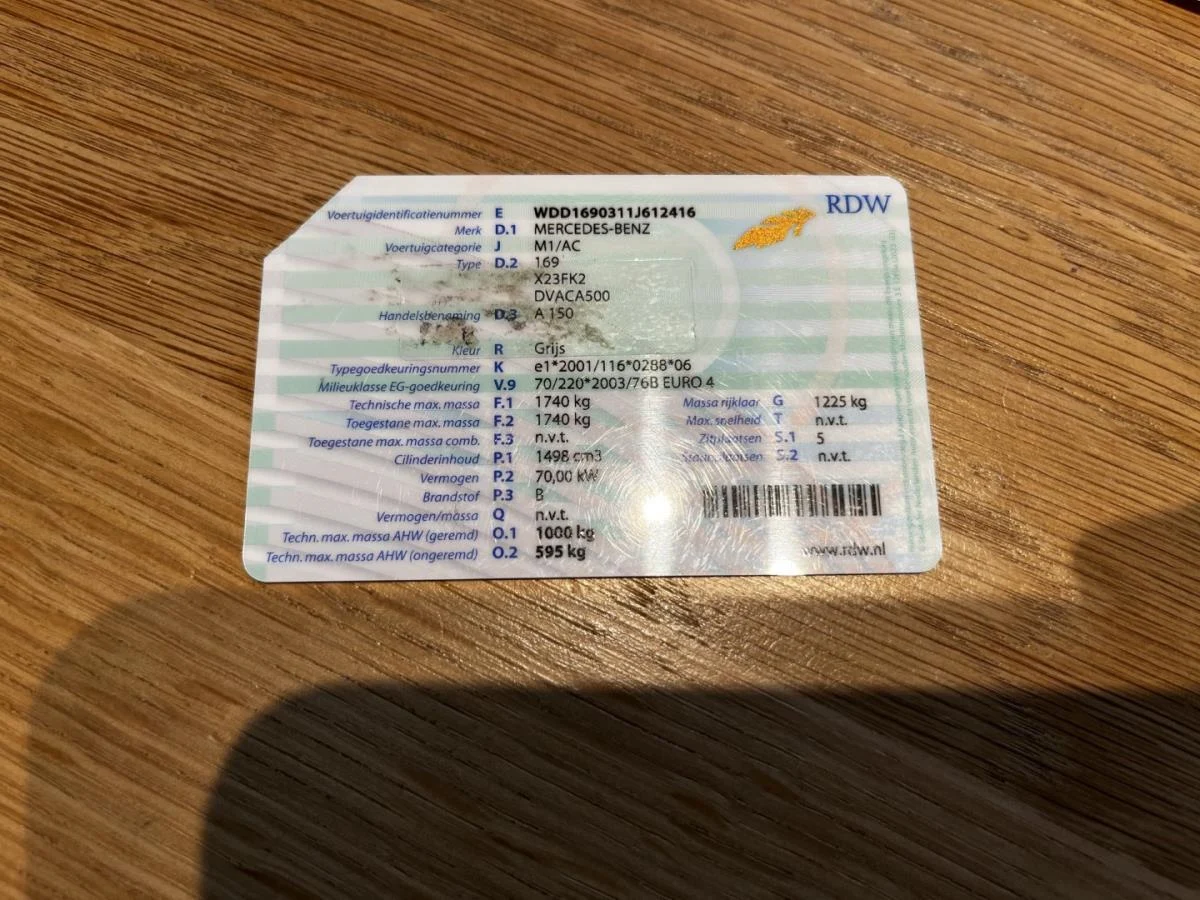 RDW
Voertuigidentificatienummer E WDD1690311J612416
Merk D.1 MERCEDES-BENZ
Voertuigcategorie J M1/AC
Type D.2 169
X23FK2
DVACA500
Handelsbenaming D.3 A 150
Kleur R Grijs
Typegoedkeuringsnummer K e1*2001/116*0288*06
Milieuklasse EG-goedkeuring V.9 70/220*2003/76B EURO 4
Technische max. massa F.1 1740 kg Massa rijklaar G 1225 kg
Toegestane max. massa F.2 1740 kg Max. snelheid T n.v.t.
Toegestane max. massa comb. F.3 n.v.t. Zitplaatsen S.1 5
Cilinderinhoud P.1 1498 cm3 Staanplaatsen S.2 n.v.t.
Vermogen P.2 70,00 kW
Brandstof P.3 B
Vermogen/massa Q n.v.t.
Techn. max. massa AHW (geremd) O.1 1000 kg
Techn. max. massa AHW (ongeremd) O.2 595 kg
www.rdw.nl